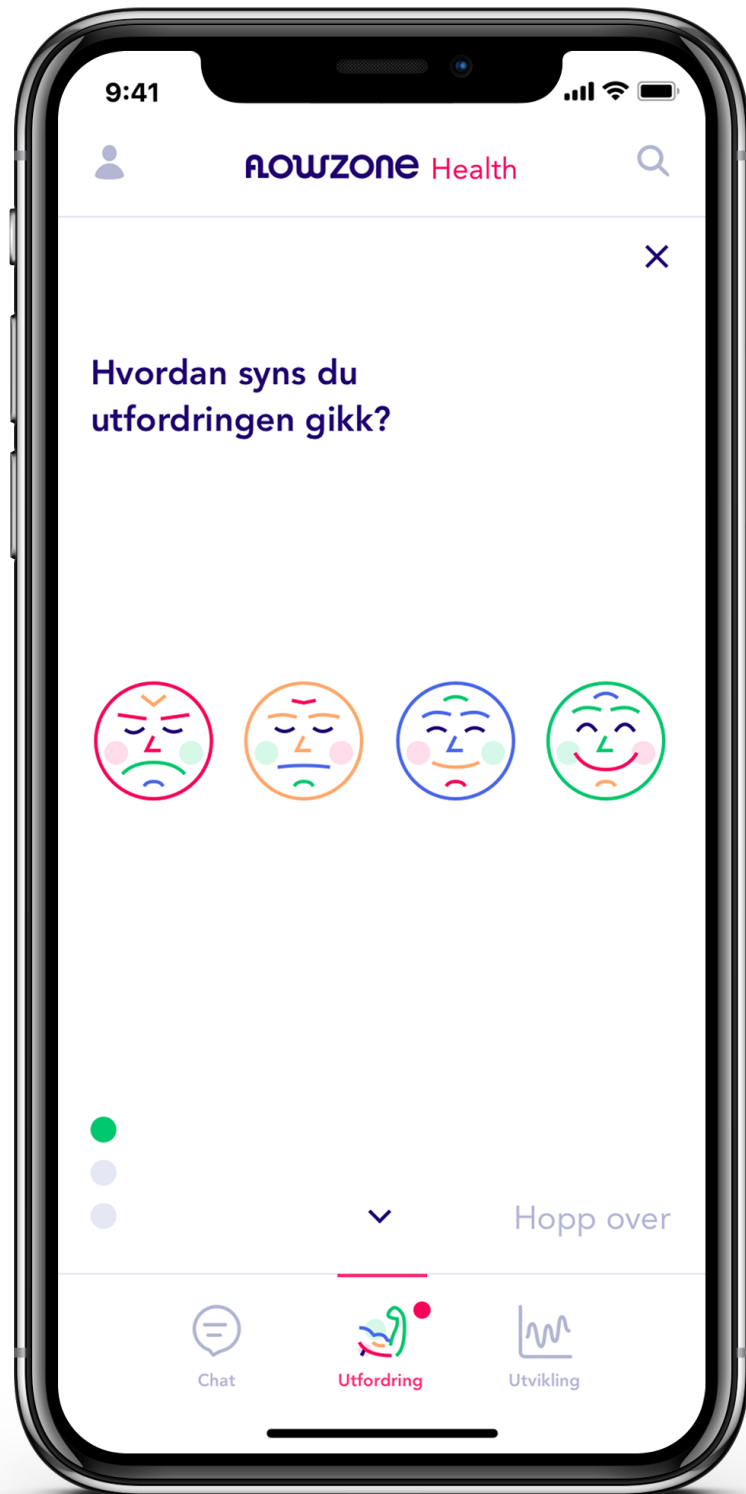 9:41
flowzone Health
Hvordan syns du
utfordringen gikk?
Hopp over
Chat
Utfordring
Utvikling